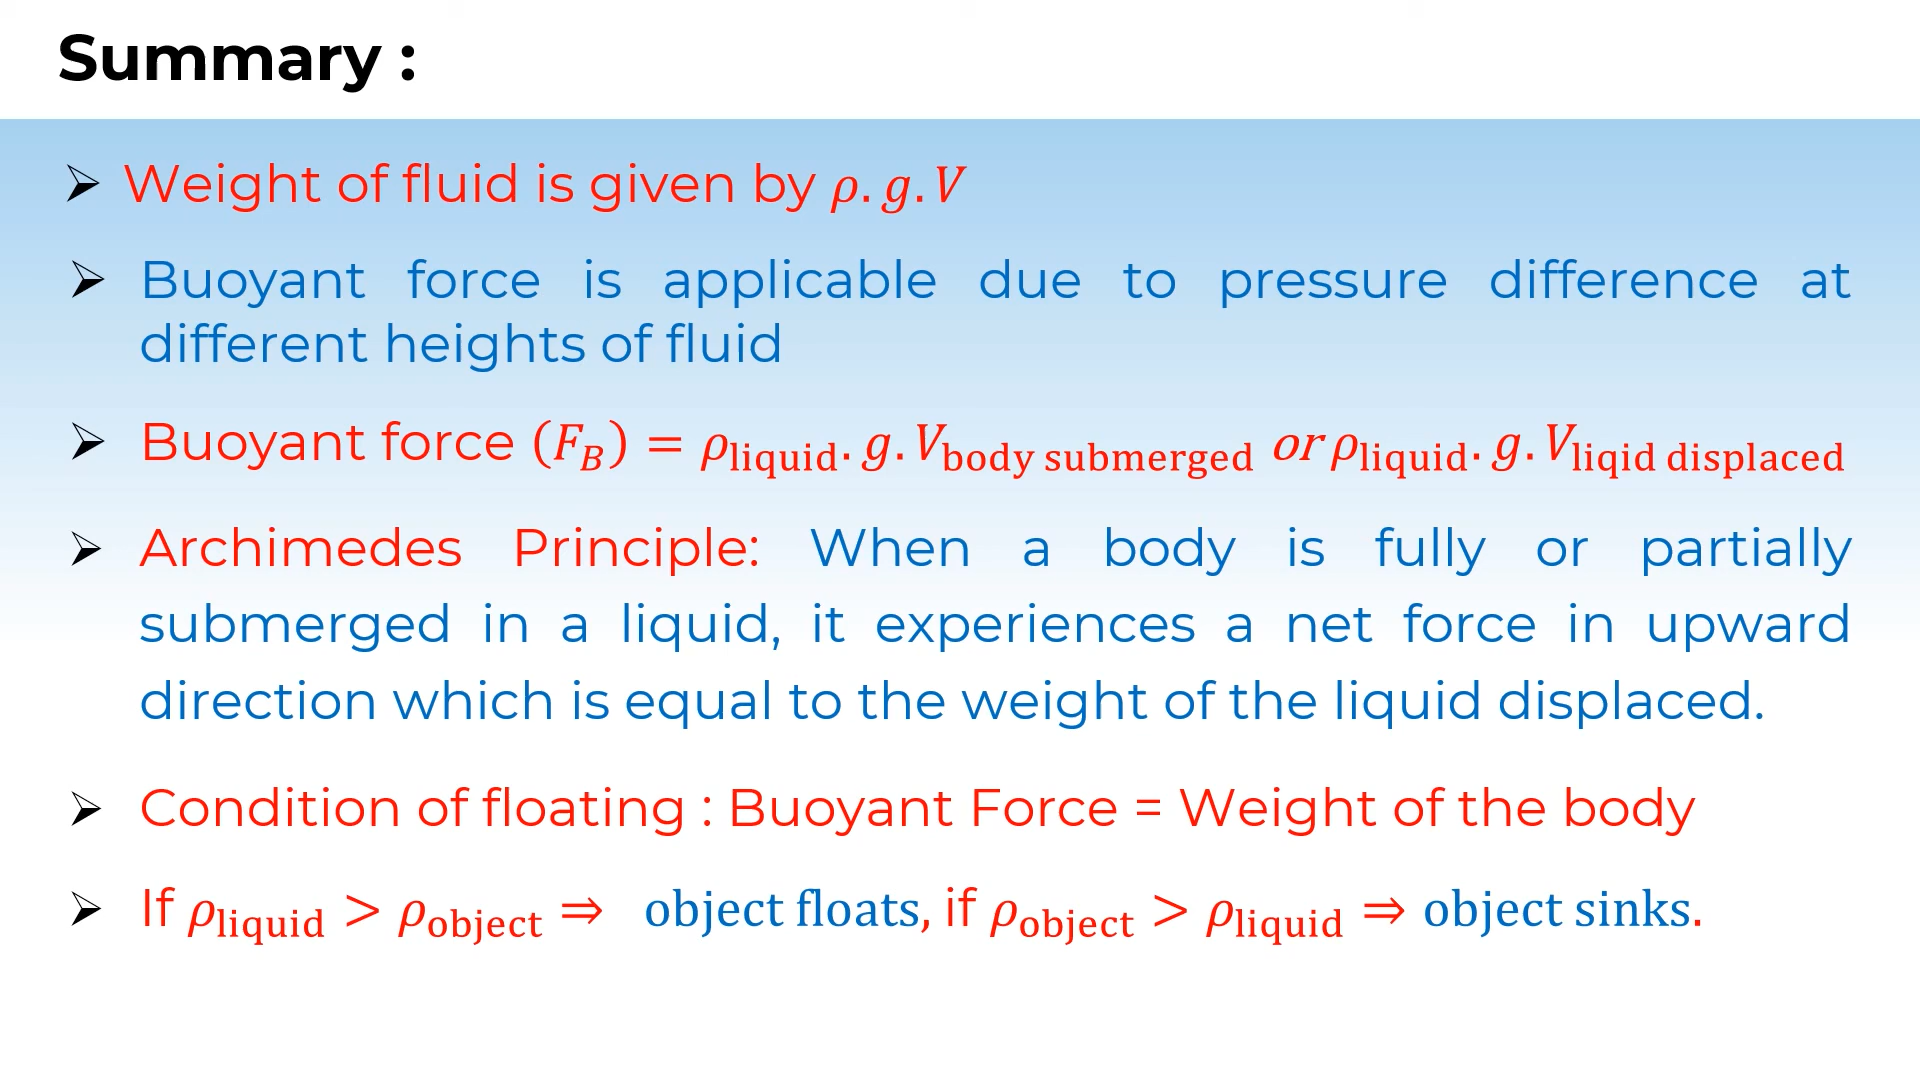 Summary :
➢ Weight of fluid is given by 𝜌.𝑔.𝑉
➢ Buoyant force is applicable due to pressure difference at
different heights of fluid
➢ Buoyant force (𝐹_B) = 𝜌_liquid.𝑔.𝑉_body submerged 𝑜𝑟 𝜌_liquid.𝑔.𝑉_liqid displaced
➢ Archimedes Principle: When a body is fully or partially
submerged in a liquid, it experiences a net force in upward
direction which is equal to the weight of the liquid displaced.
➢ Condition of floating : Buoyant Force = Weight of the body
➢ If 𝜌_liquid > 𝜌_object ⇒ object floats, if 𝜌_object > 𝜌_liquid ⇒ object sinks.